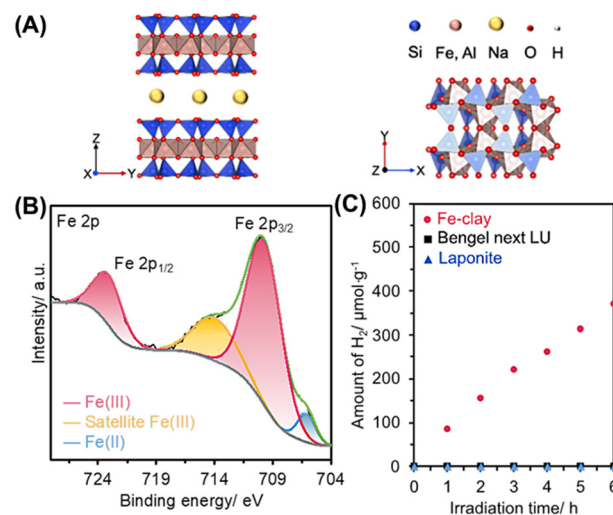 (A)
Si Fe, Al Na O H
Z
X Y
Y
Z X
(B)
Fe 2p
Fe 2p3/2
Fe 2p1/2
Intensity/ a.u.
Fe(III)
Satellite Fe(III)
Fe(II)
724 719 714 709 704
Binding energy/ eV
(C)
Fe-clay
Bengel next LU
Laponite
Amount of H2/ μmol·g-1
600
500
400
300
200
100
0
0 1 2 3 4 5 6
Irradiation time/ h